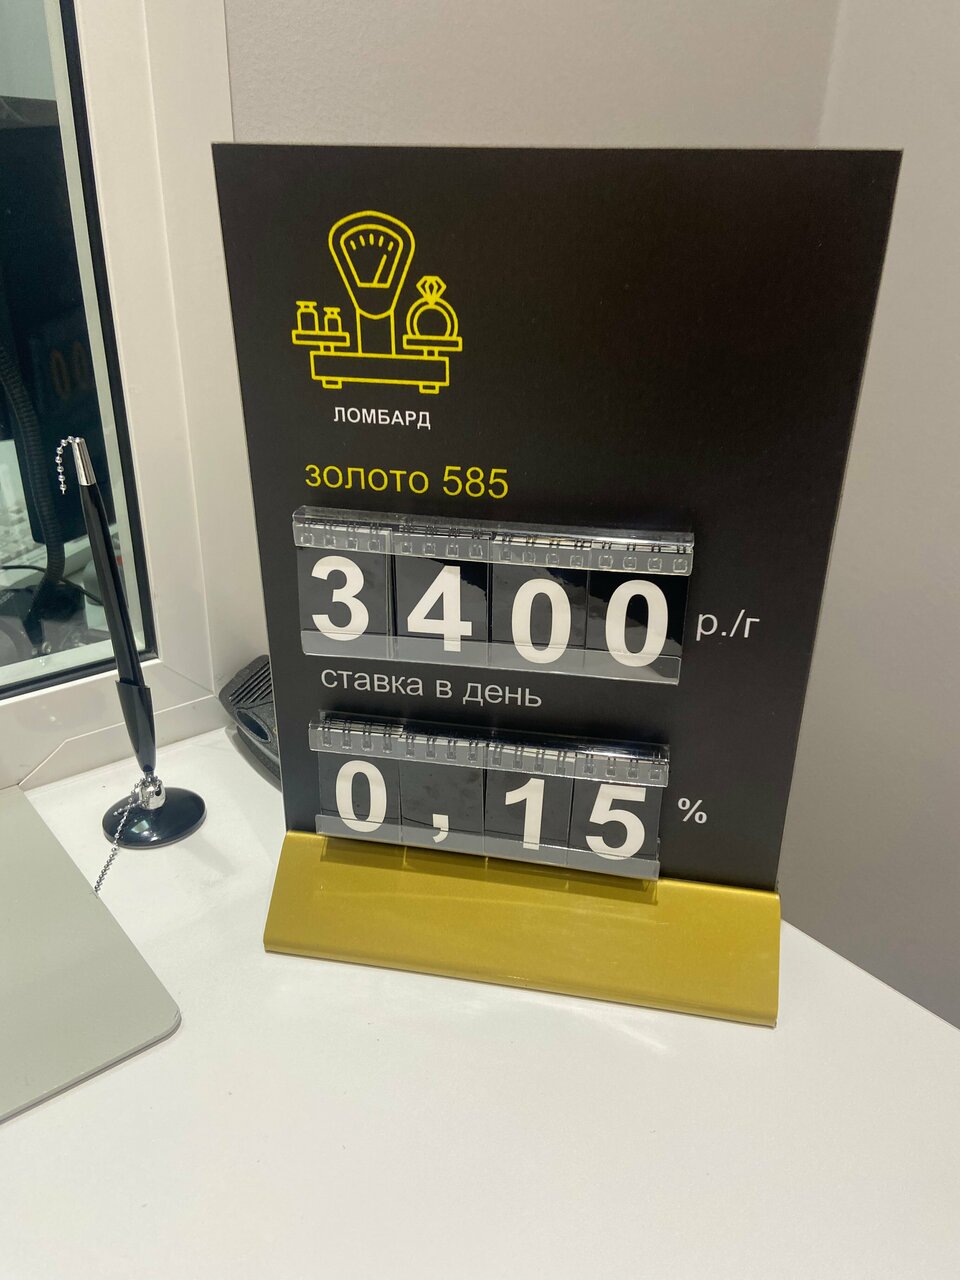 ЛОМБАРД
золото 585
3400 р./г
ставка в день
0,15 %